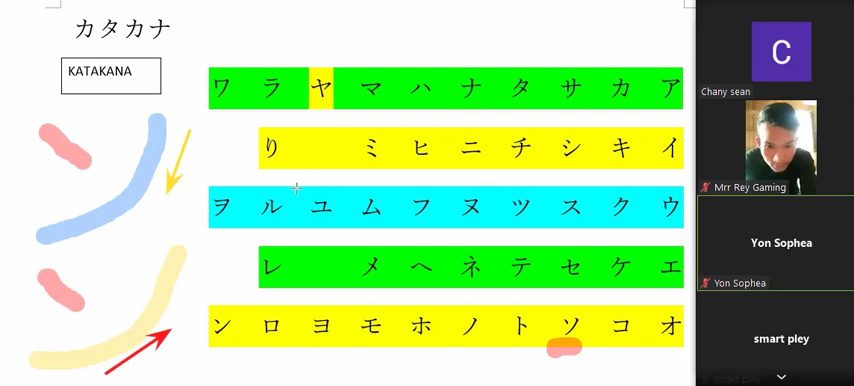 カタカナ
KATAKANA
ワ ラ ヤ マ ハ ナ タ サ カ ア
り ミ ヒ ニ チ シ キ イ
ヲ ル ユ ム フ ヌ ツ ス ク ウ
レ メ ヘ ネ テ セ ケ エ
ン ロ ヨ モ ホ ノ ト ソ コ オ
C
Chany sean
Mrr Rey Gaming
Yon Sophea
Yon Sophea
smart pley
smart pley